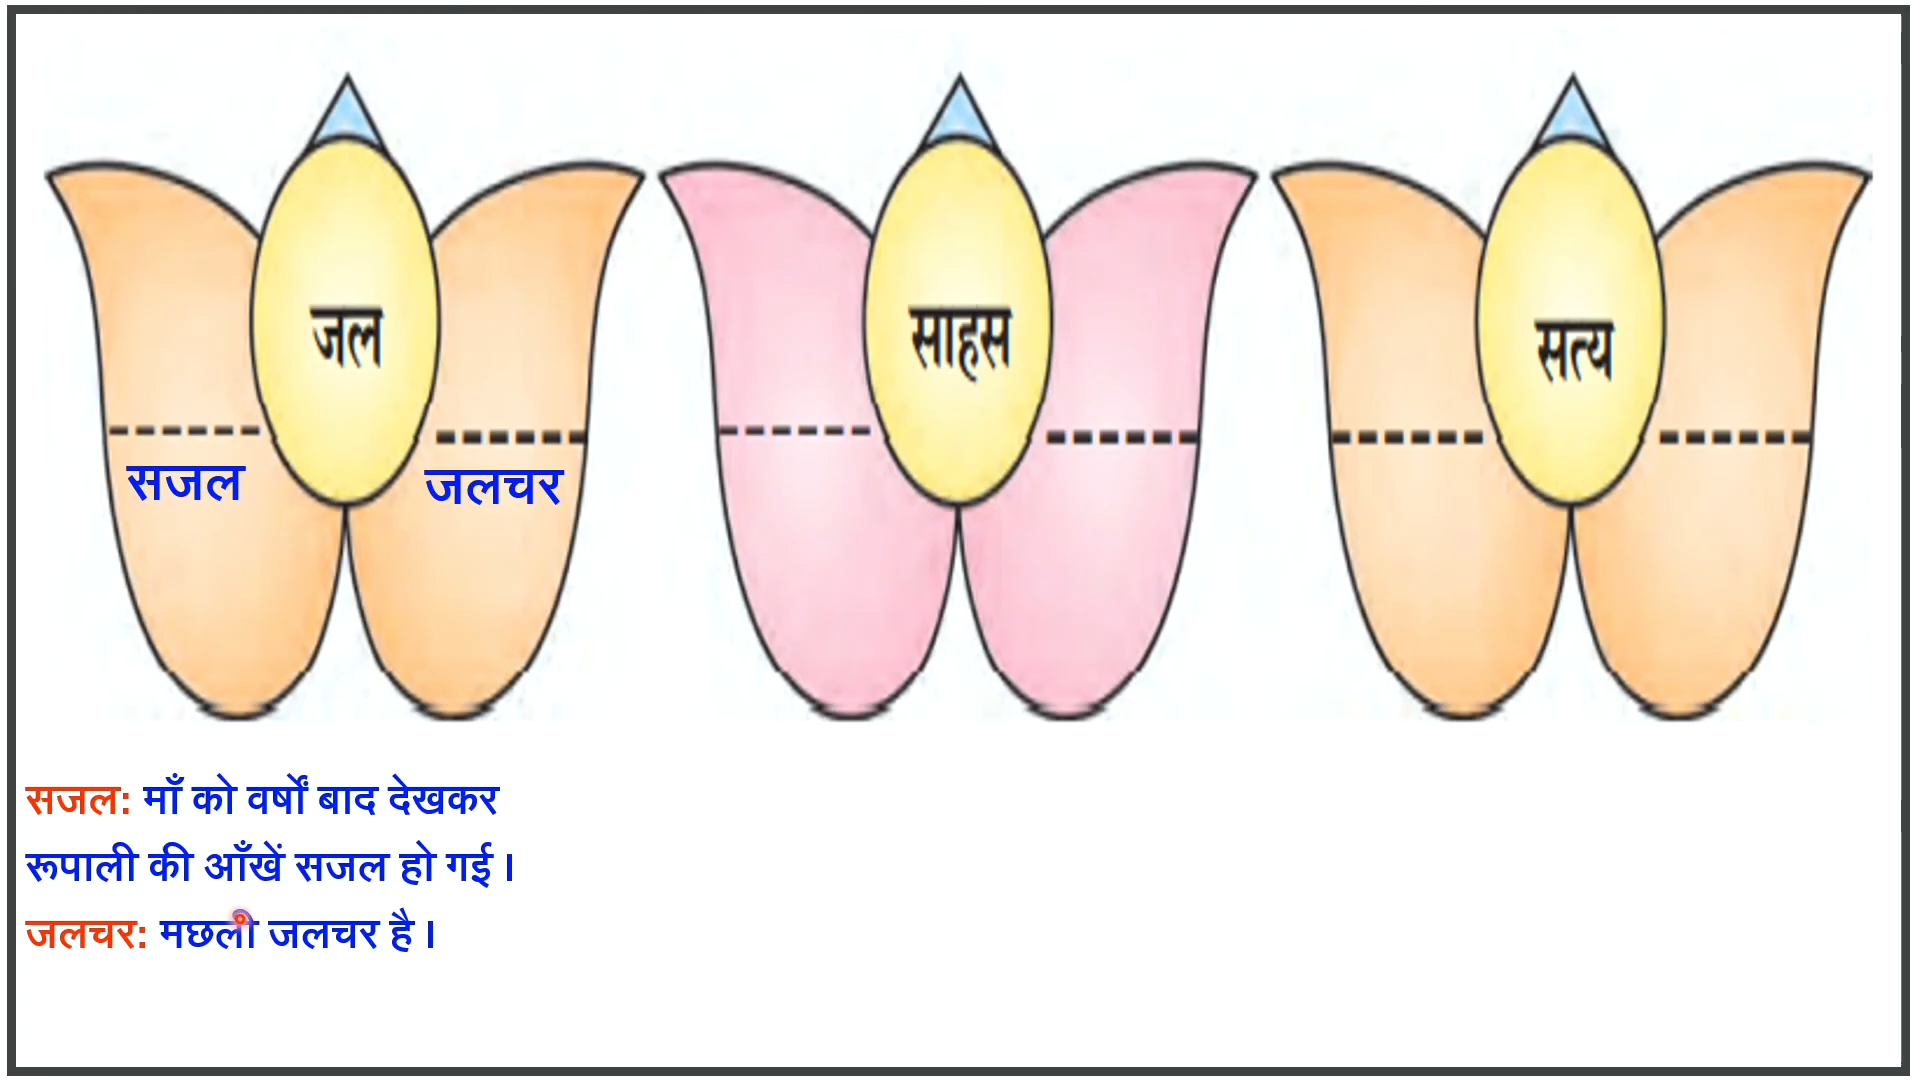 जल
साहस
सत्य
सजल
जलचर
सजल: माँ को वर्षों बाद देखकर
रूपाली की आँखें सजल हो गई ।
जलचर: मछली जलचर है ।